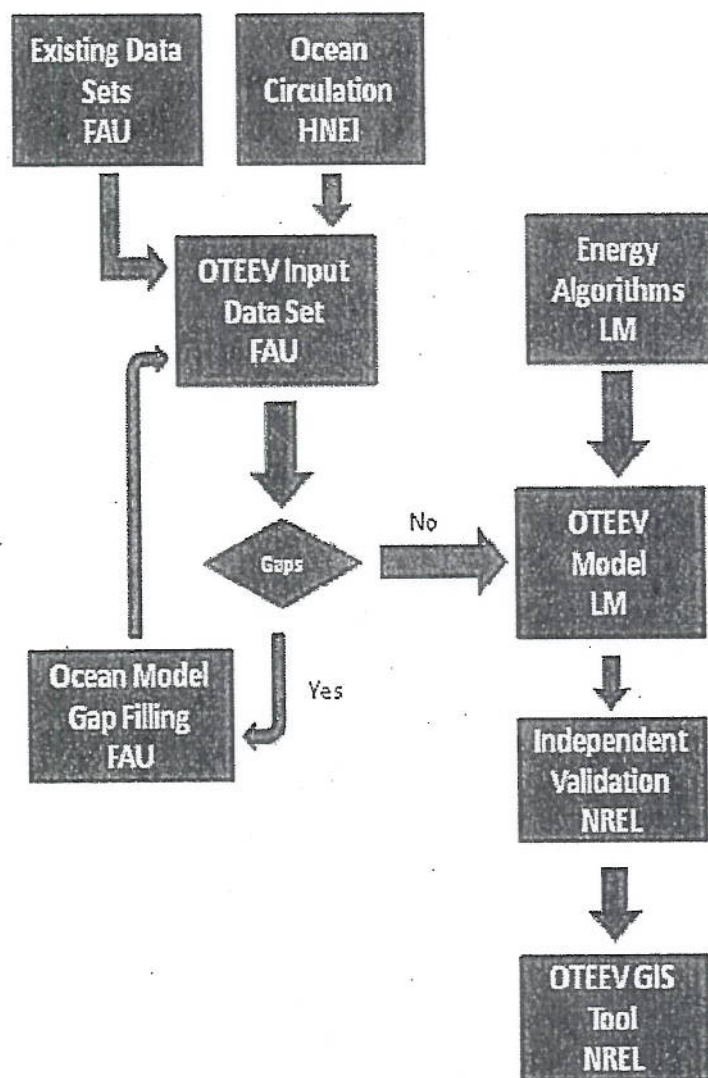 Existing Data
Sets
FAU
Ocean
Circulation
HNEI
OTEEV Input
Data Set
FAU
Energy
Algorithms
LM
Gaps
No
OTEEV
Model
LM
Yes
Ocean Model
Gap Filling
FAU
Independent
Validation
NREL
OTEEV GIS
Tool
NREL